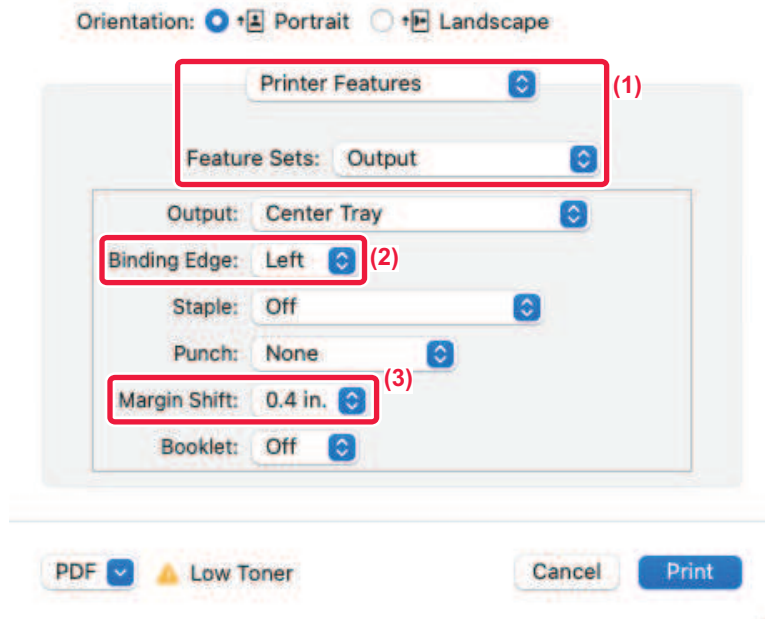 Orientation: Portrait Landscape
Printer Features (1)
Feature Sets: Output
Output: Center Tray
Binding Edge: Left (2)
Staple: Off
Punch: None
(3)
Margin Shift: 0.4 in.
Booklet: Off
PDF Low Toner Cancel Print